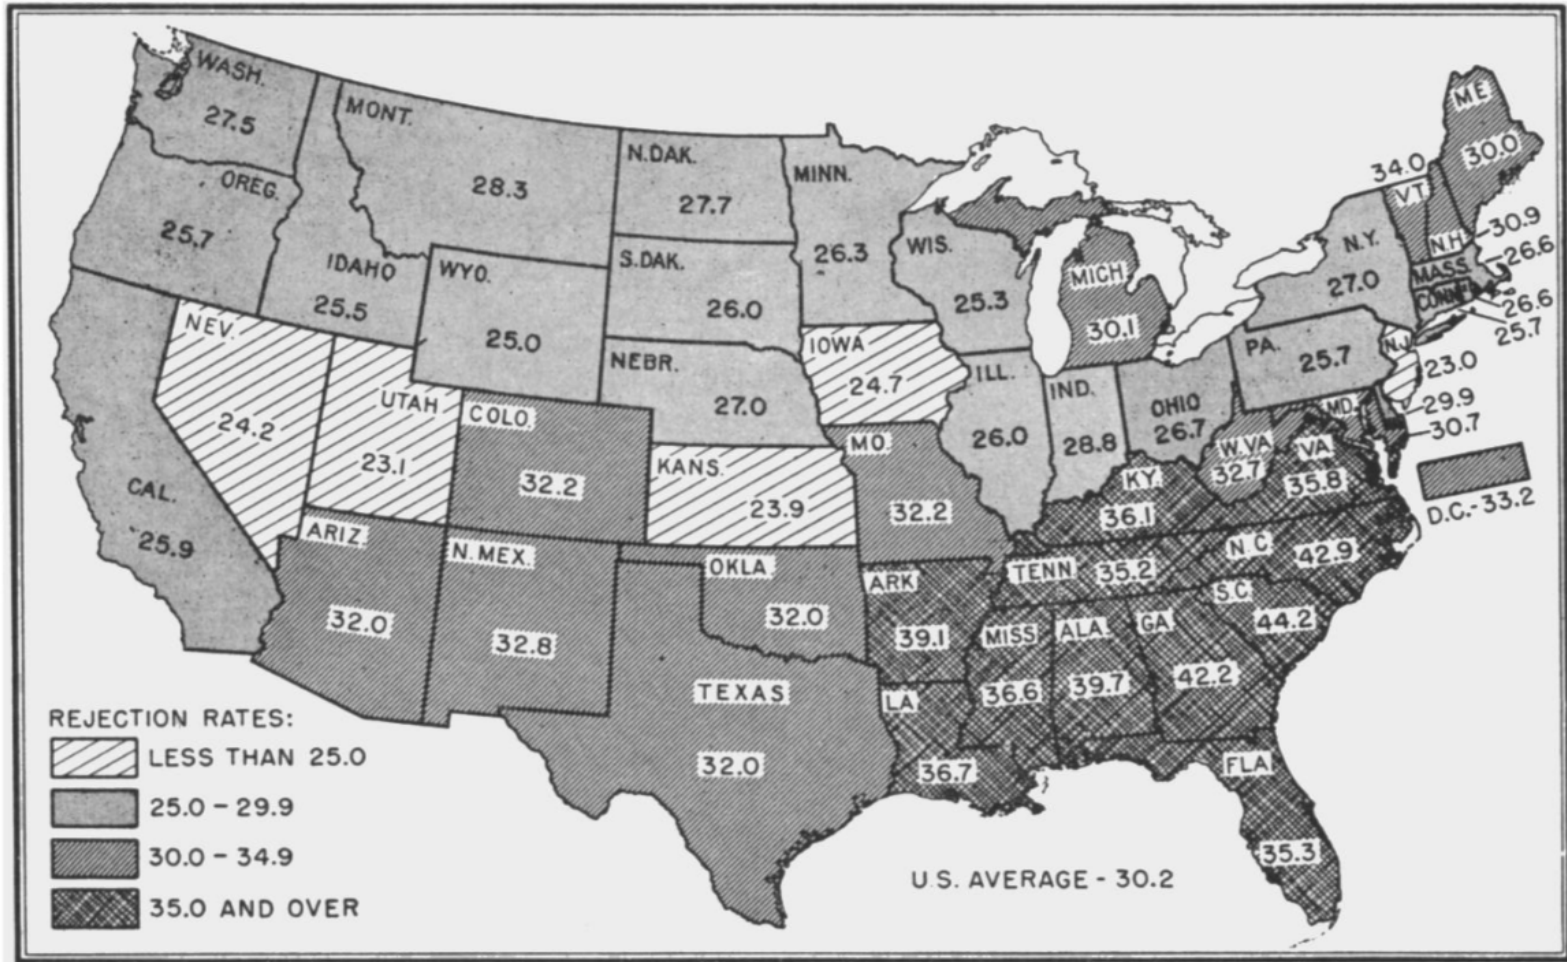 WASH.
27.5
MONT.
28.3
N.DAK.
27.7
MINN.
26.3
OREG.
25.7
IDAHO
25.5
WYO.
25.0
S.DAK.
26.0
WIS.
25.3
MICH.
30.1
ME
30.0
34.0
VT.
N.H.
30.9
N.Y.
27.0
MASS.
26.6
CONN.
26.6
25.7
NEV.
24.2
UTAH
23.1
COLO.
32.2
NEBR.
27.0
IOWA
24.7
ILL.
26.0
IND.
28.8
OHIO
26.7
PA.
25.7
N.J.
23.0
MD.
29.9
30.7
D.C.-33.2
CAL.
25.9
KANS.
23.9
MO.
32.2
KY.
36.1
W.VA
32.7
VA.
35.8
ARIZ
32.0
N.MEX.
32.8
OKLA.
32.0
ARK
39.1
TENN
35.2
N.C
42.9
S.C
44.2
TEXAS
32.0
LA
36.7
MISS
36.6
ALA.
39.7
GA
42.2
FLA
35.3
REJECTION RATES:
LESS THAN 25.0
25.0 - 29.9
30.0 - 34.9
35.0 AND OVER
U.S. AVERAGE - 30.2